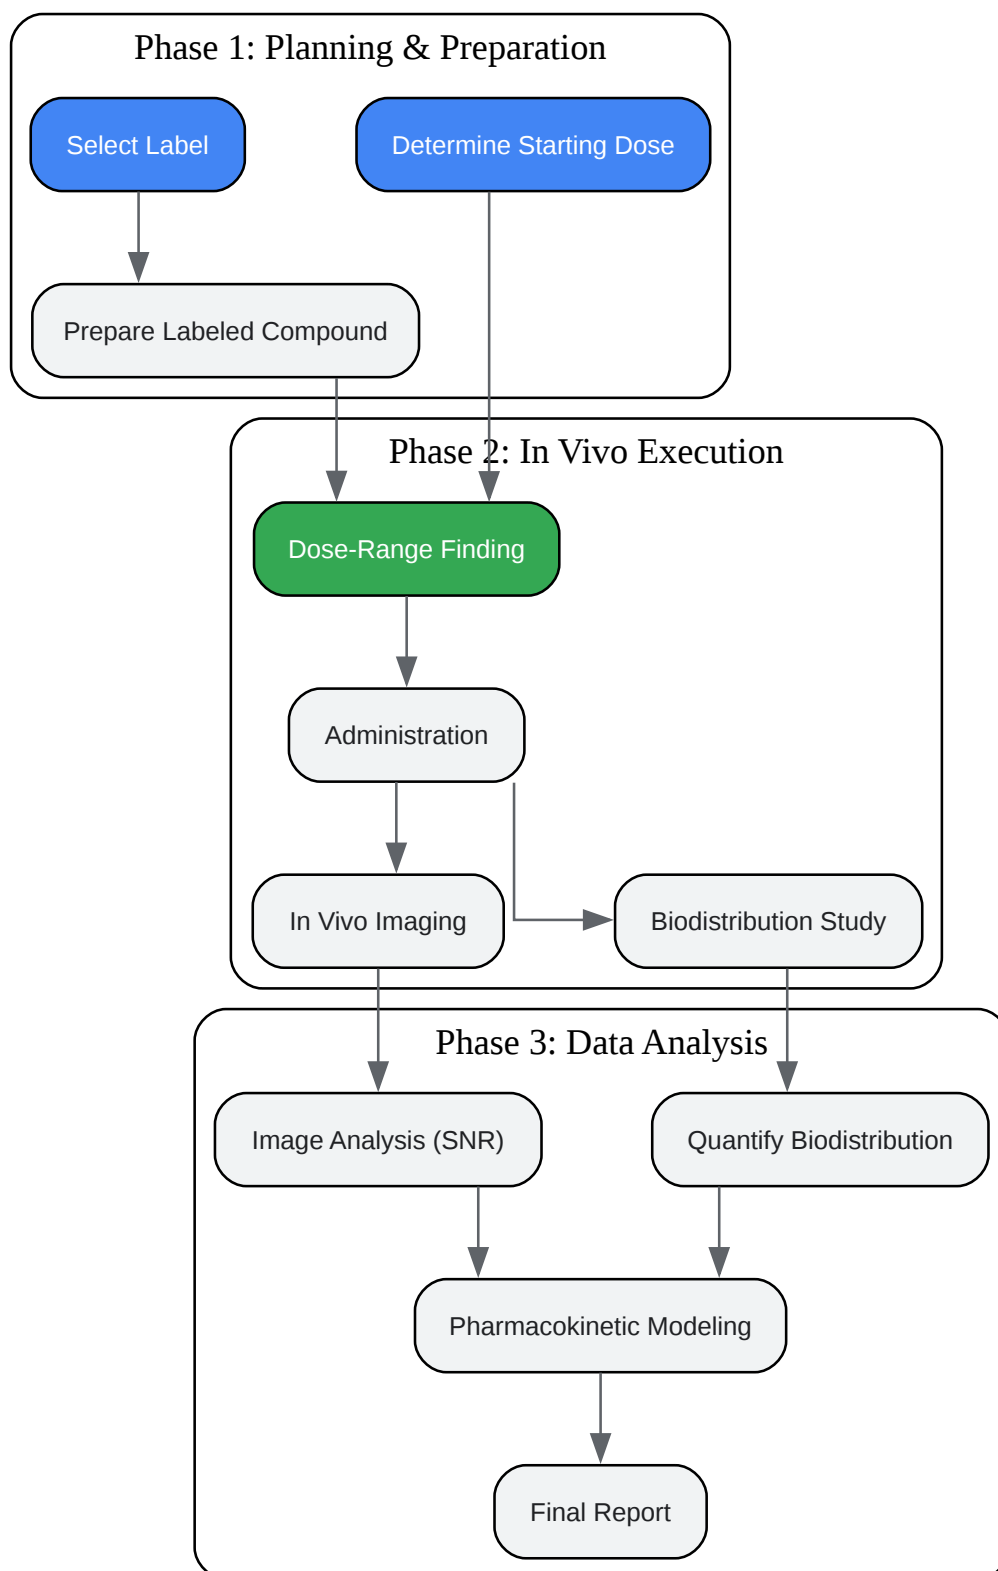 Phase 1: Planning & Preparation
Select Label
Determine Starting Dose
Prepare Labeled Compound
Phase 2: In Vivo Execution
Dose-Range Finding
Administration
In Vivo Imaging
Biodistribution Study
Phase 3: Data Analysis
Image Analysis (SNR)
Quantify Biodistribution
Pharmacokinetic Modeling
Final Report